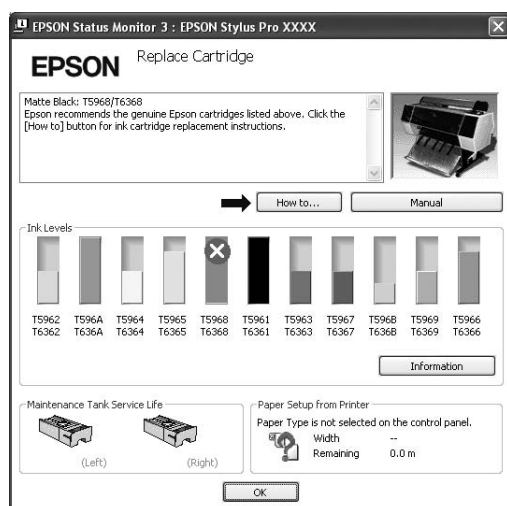 EPSON Status Monitor 3 : EPSON Stylus Pro XXXX
EPSON
Replace Cartridge
Matte Black: T5968/T6368
Epson recommends the genuine Epson cartridges listed above. Click the
[How to] button for ink cartridge replacement instructions.
How to...
Manual
Ink Levels
T5962 T596A T5964 T5965 T5968 T5961 T5963 T5967 T596B T5969 T5966
T6362 T636A T6364 T6365 T6368 T6361 T6363 T6367 T636B T6369 T6366
Information
Maintenance Tank Service Life
(Left) (Right)
Paper Setup from Printer
Paper Type is not selected on the control panel.
Width --
Remaining 0.0 m
OK